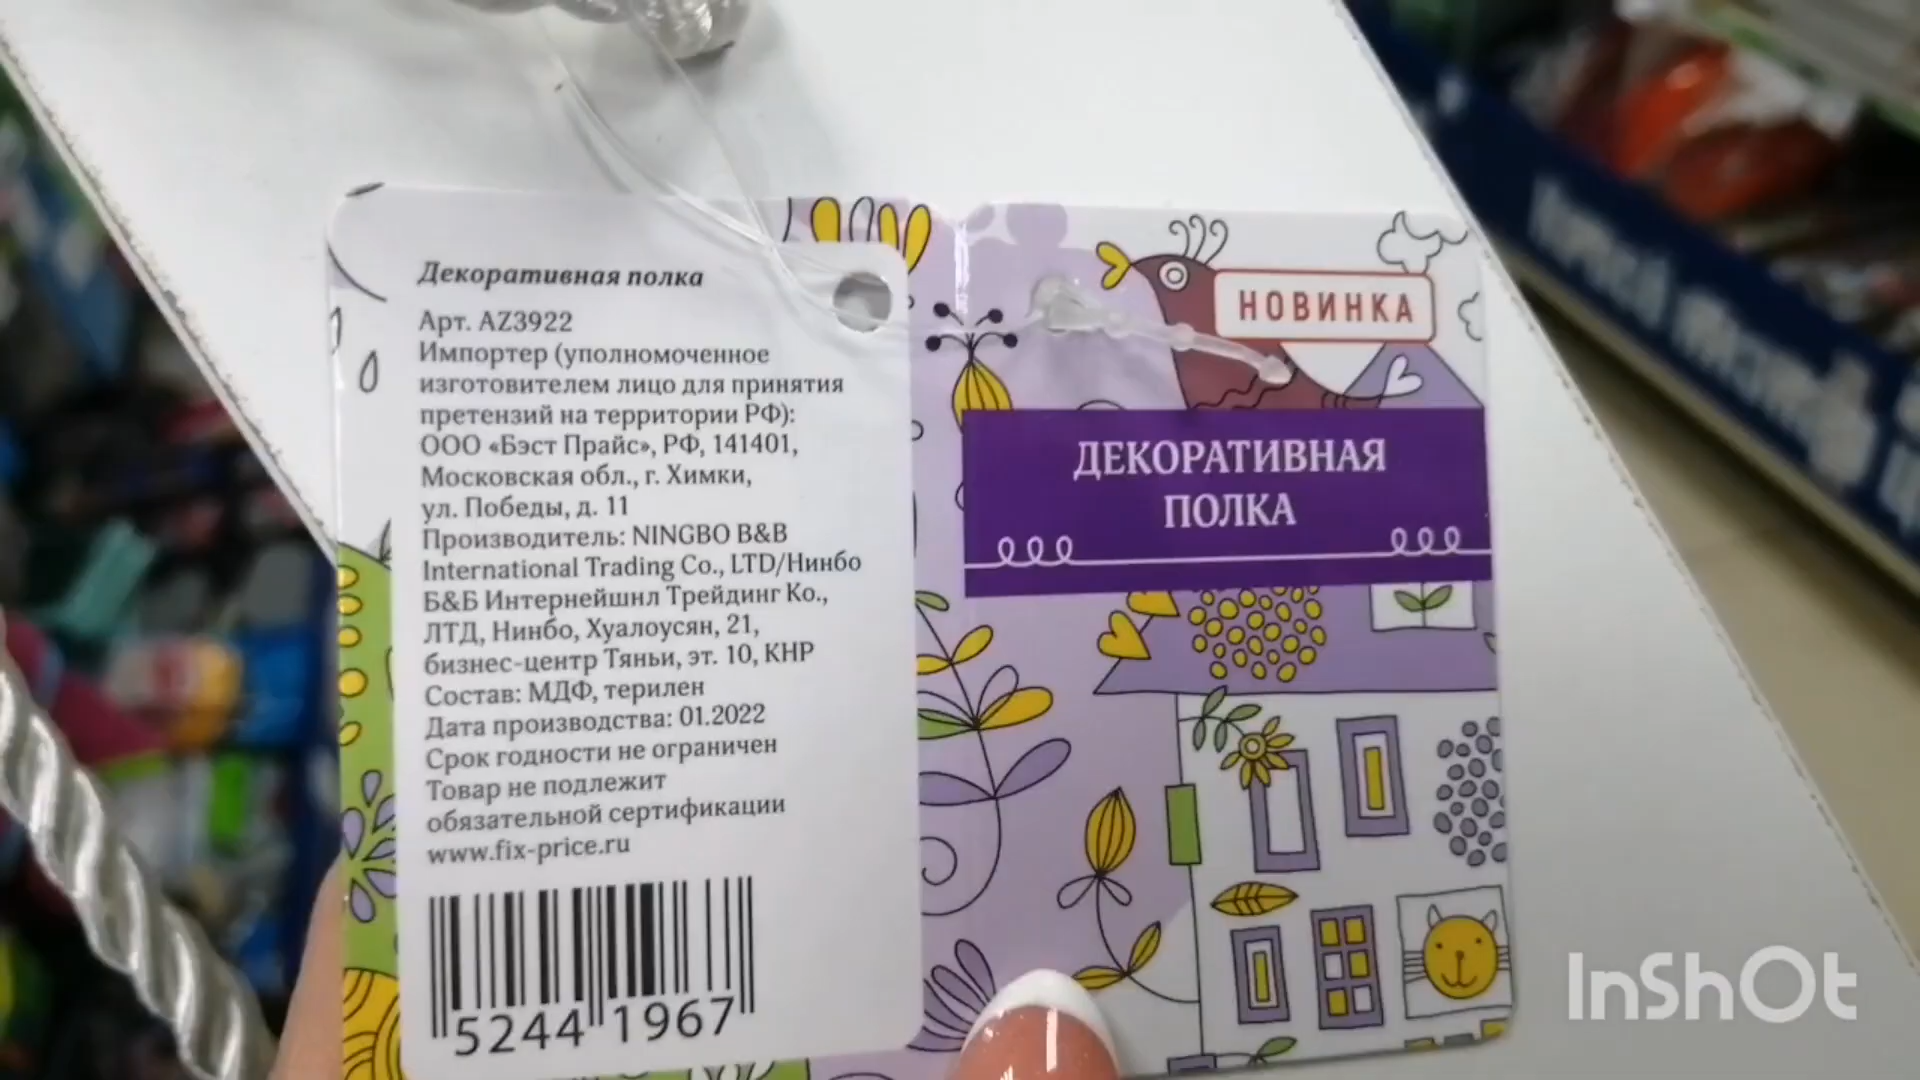 Декоративная полка
Арт. AZ3922
Импортер (уполномоченное
изготовителем лицо для принятия
претензий на территории РФ):
ООО «Бэст Прайс», РФ, 141401,
Московская обл., г. Химки,
ул. Победы, д. 11
Производитель: NINGBO B&B
International Trading Co., LTD/Нинбо
Б&Б Интернейшнл Трейдинг Ко.,
ЛТД, Нинбо, Хуалоусян, 21,
бизнес-центр Тяньи, эт. 10, КНР
Состав: МДФ, терилен
Дата производства: 01.2022
Срок годности не ограничен
Товар не подлежит
обязательной сертификации
www.fix-price.ru
5244 1967
НОВИНКА
ДЕКОРАТИВНАЯ
ПОЛКА
InShOt